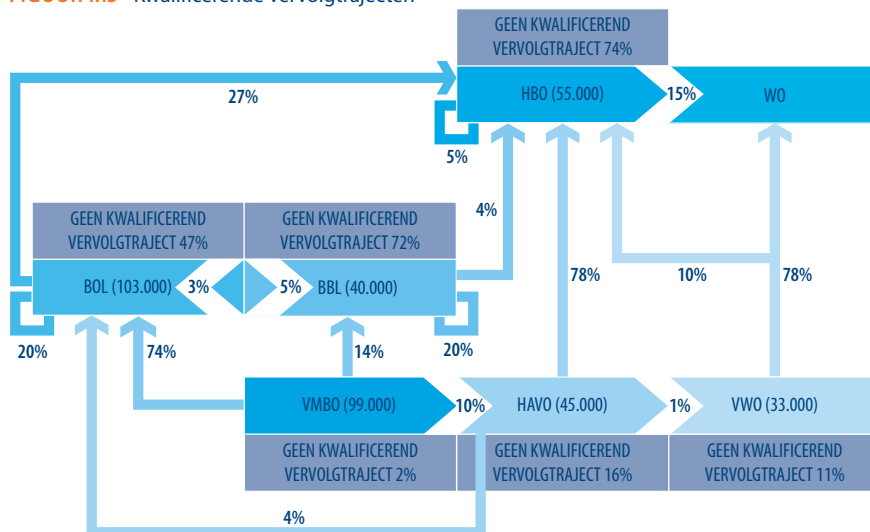 Kwalificerende vervolgtrajecten
GEEN KWALIFICEREND
VERVOLGTRAJECT 74%
27%
HBO (55.000)
15%
WO
5%
4%
GEEN KWALIFICEREND
VERVOLGTRAJECT 47%
GEEN KWALIFICEREND
VERVOLGTRAJECT 72%
BOL (103.000)
3%
5%
BBL (40.000)
78%
10%
78%
20%
74%
14%
20%
VMBO (99.000)
10%
HAVO (45.000)
1%
VWO (33.000)
GEEN KWALIFICEREND
VERVOLGTRAJECT 2%
GEEN KWALIFICEREND
VERVOLGTRAJECT 16%
GEEN KWALIFICEREND
VERVOLGTRAJECT 11%
4%